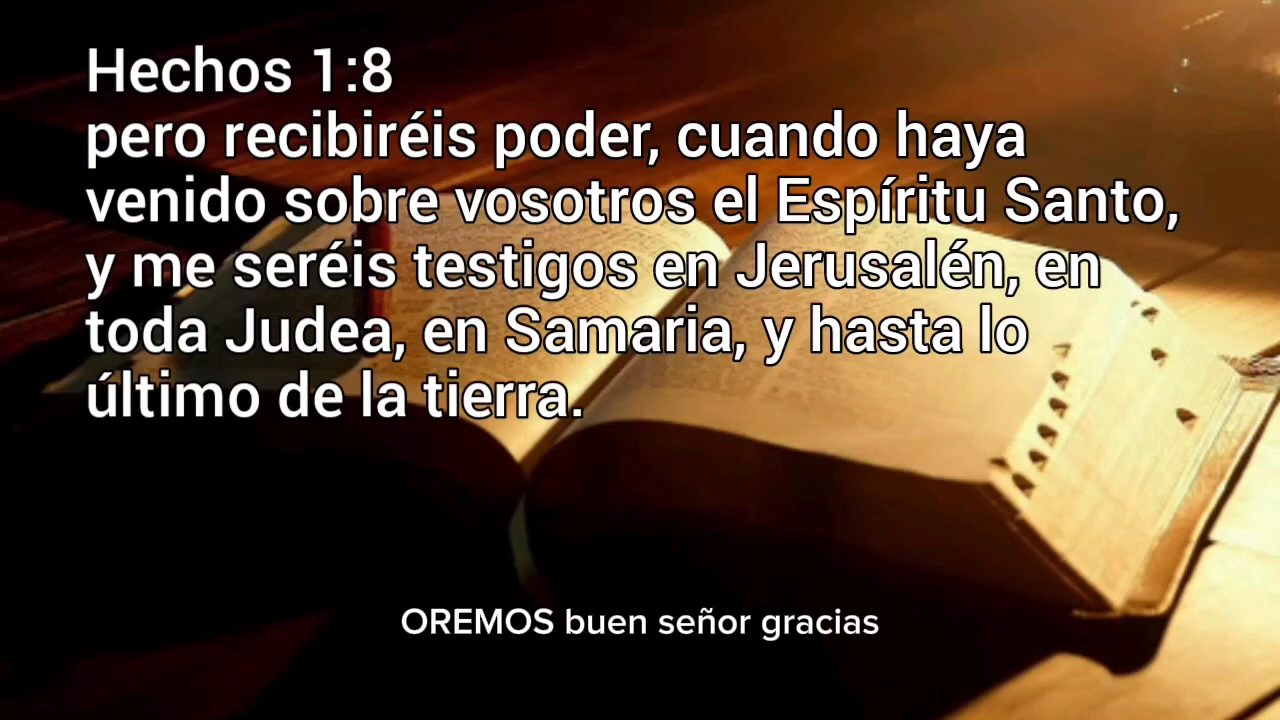 Hechos 1:8
pero recibiréis poder, cuando haya
venido sobre vosotros el Espíritu Santo,
y me seréis testigos en Jerusalén, en
toda Judea, en Samaria, y hasta lo
último de la tierra.
OREMOS buen señor gracias